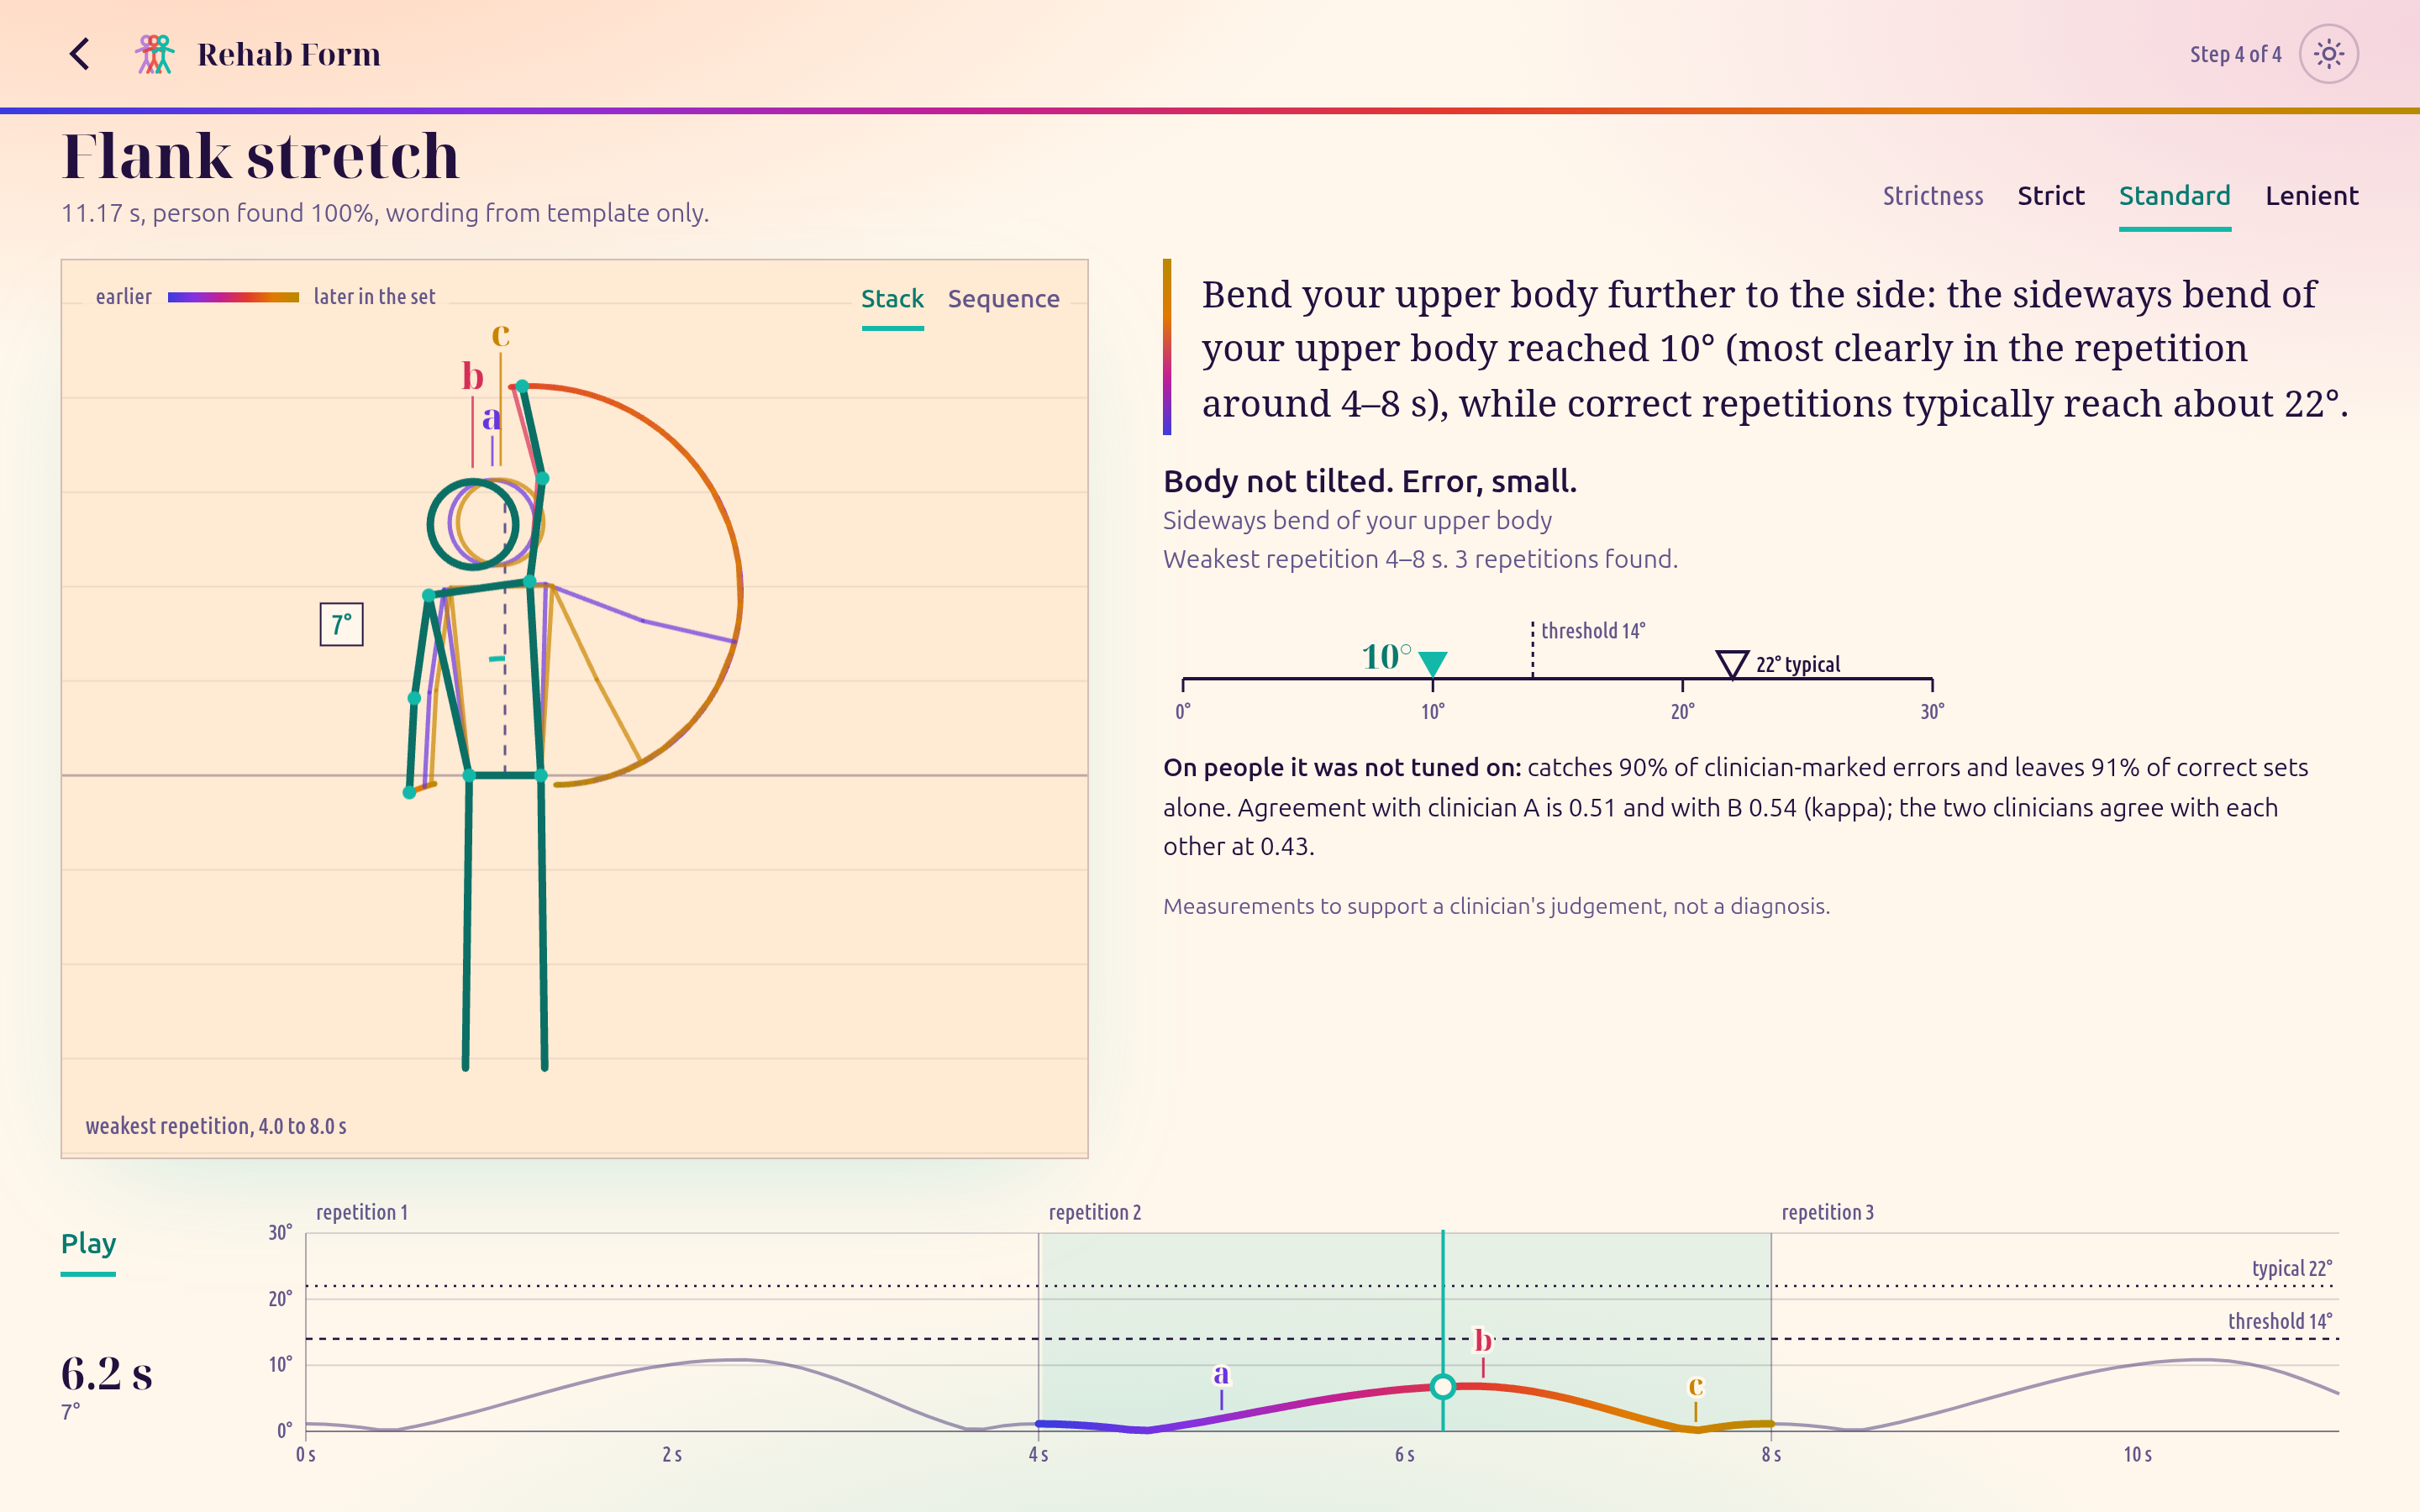 Rehab Form
Step 4 of 4
Flank stretch
11.17 s, person found 100%, wording from template only.
Strictness Strict Standard Lenient
earlier later in the set
Stack Sequence
c
b
a
7°
weakest repetition, 4.0 to 8.0 s
Bend your upper body further to the side: the sideways bend of
your upper body reached 10° (most clearly in the repetition
around 4–8 s), while correct repetitions typically reach about 22°.
Body not tilted. Error, small.
Sideways bend of your upper body
Weakest repetition 4–8 s. 3 repetitions found.
threshold 14°
10°
22° typical
0° 10° 20° 30°
On people it was not tuned on: catches 90% of clinician-marked errors and leaves 91% of correct sets
alone. Agreement with clinician A is 0.51 and with B 0.54 (kappa); the two clinicians agree with each
other at 0.43.
Measurements to support a clinician's judgement, not a diagnosis.
Play
6.2 s
7°
repetition 1 repetition 2 repetition 3
30°
typical 22°
20°
threshold 14°
b
10°
a
c
0°
0 s 2 s 4 s 6 s 8 s 10 s